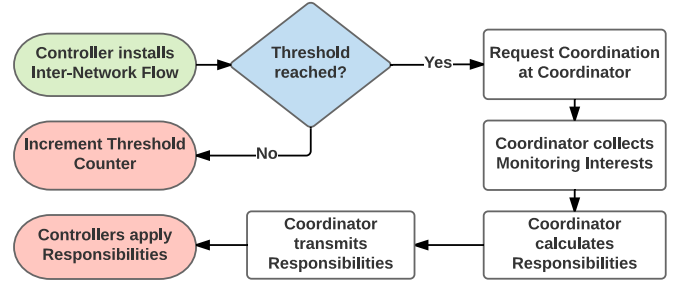 Controller installs
Inter-Network Flow
Threshold
reached?
Yes
Request Coordination
at Coordinator
No
Increment Threshold
Counter
Coordinator collects
Monitoring Interests
Coordinator
calculates
Responsibilities
Coordinator
transmits
Responsibilities
Controllers apply
Responsibilities